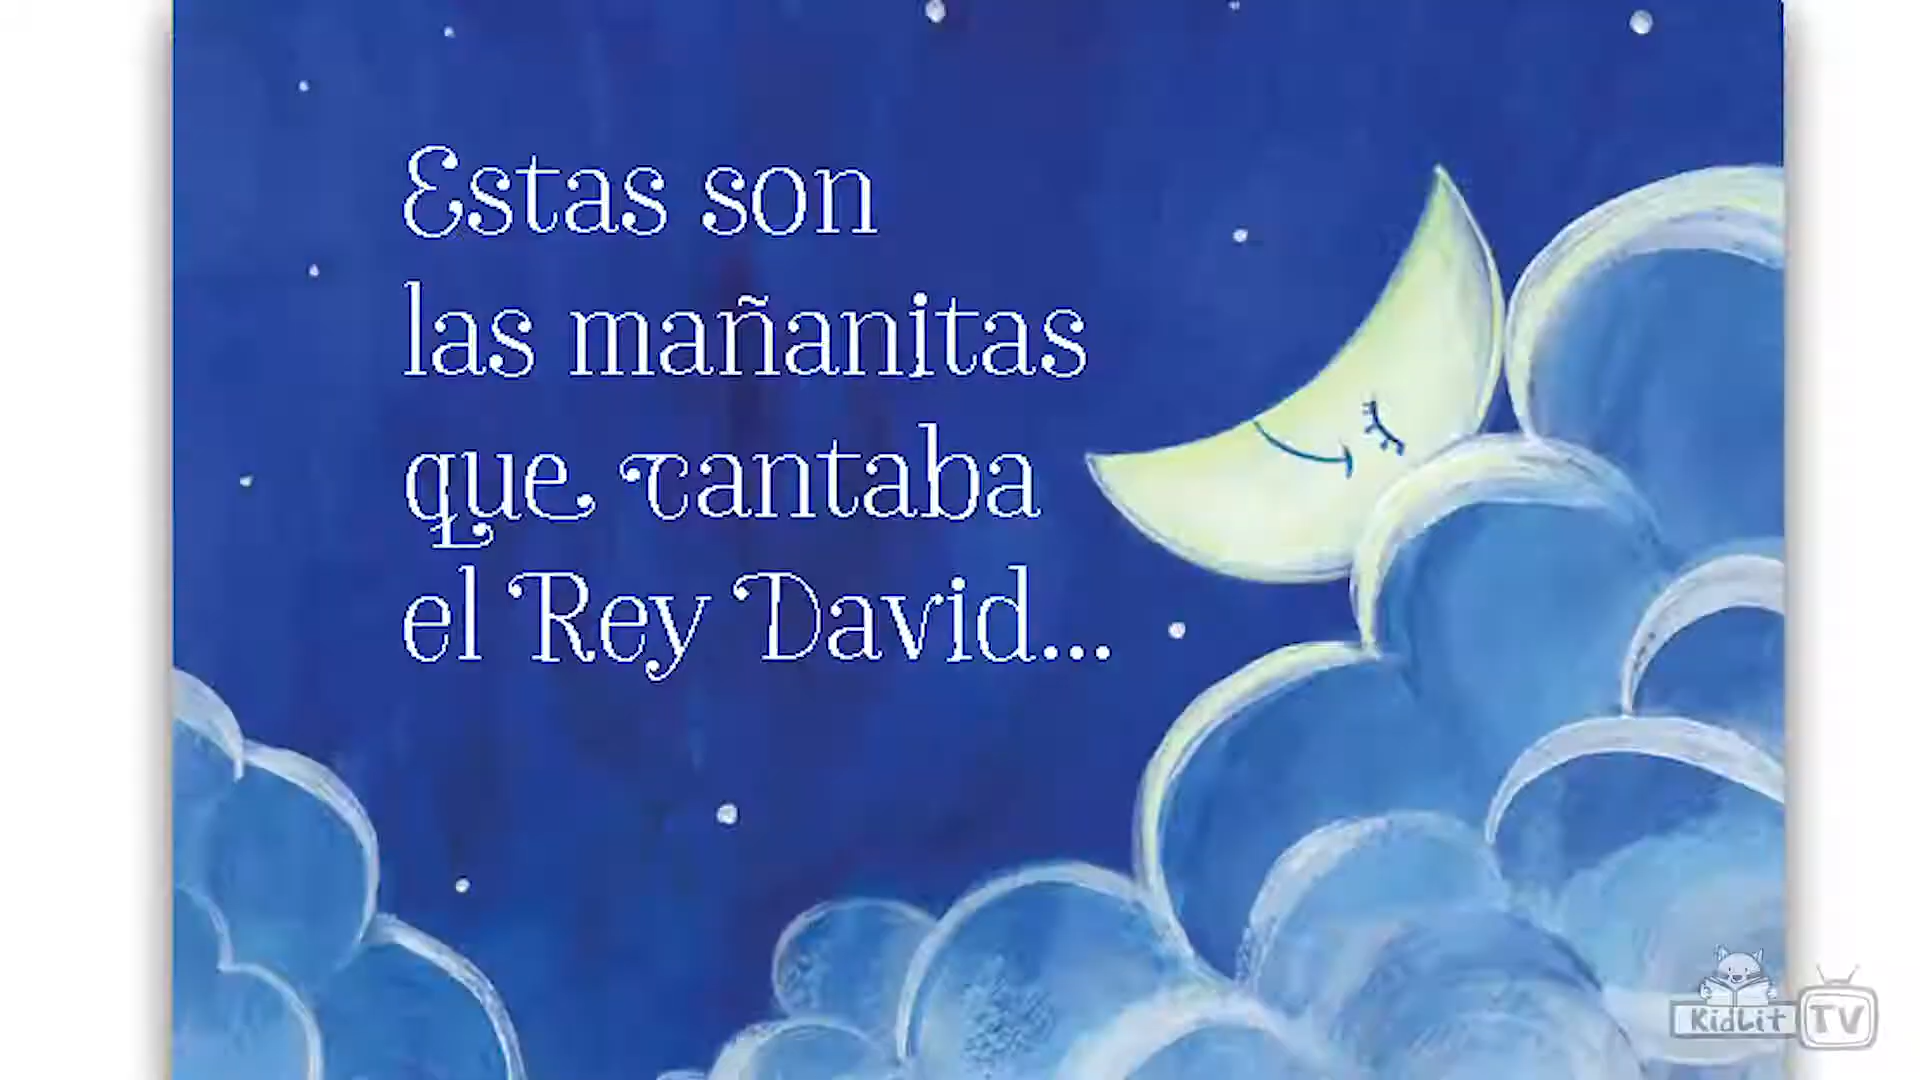 Estas son
las mañanitas
que cantaba
el Rey David...
KidLit TV